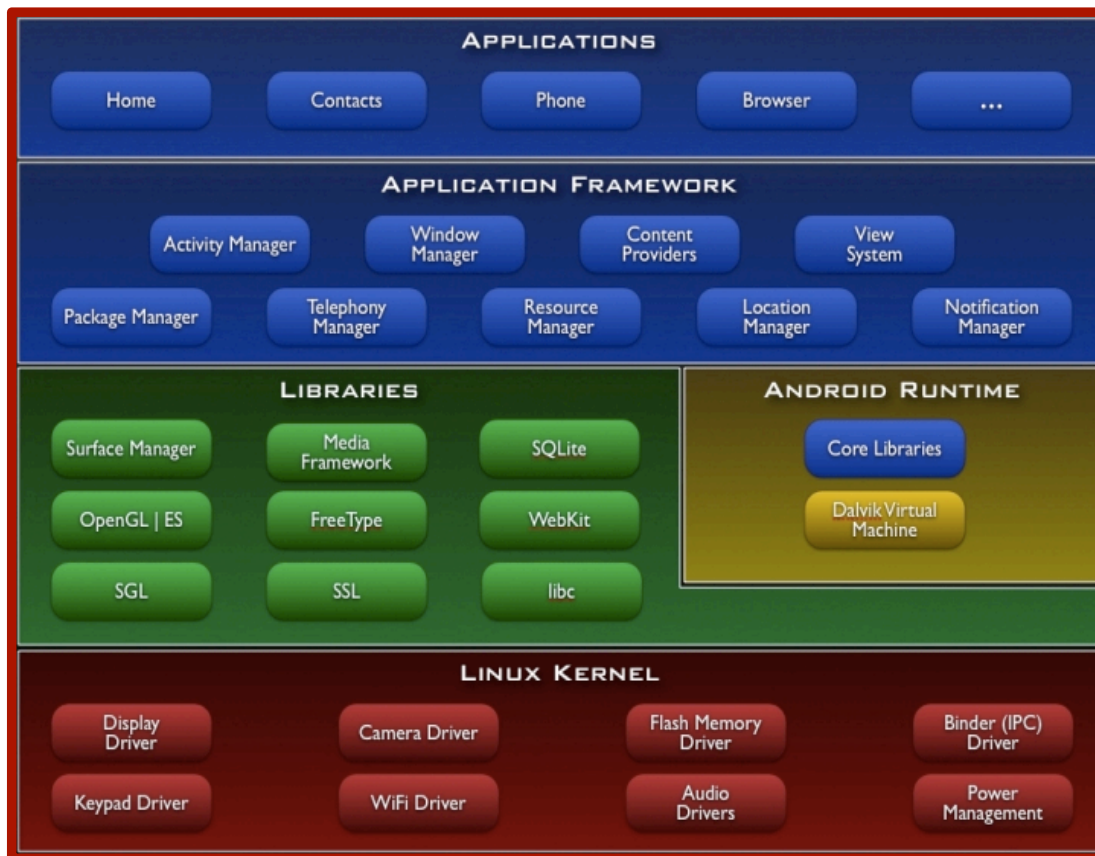 APPLICATIONS
Home
Contacts
Phone
Browser
...
APPLICATION FRAMEWORK
Activity Manager
Window
Manager
Content
Providers
View
System
Package Manager
Telephony
Manager
Resource
Manager
Location
Manager
Notification
Manager
LIBRARIES
Surface Manager
Media
Framework
SQLite
OpenGL | ES
FreeType
WebKit
SGL
SSL
libc
ANDROID RUNTIME
Core Libraries
Dalvik Virtual
Machine
LINUX KERNEL
Display
Driver
Camera Driver
Flash Memory
Driver
Binder (IPC)
Driver
Keypad Driver
WiFi Driver
Audio
Drivers
Power
Management